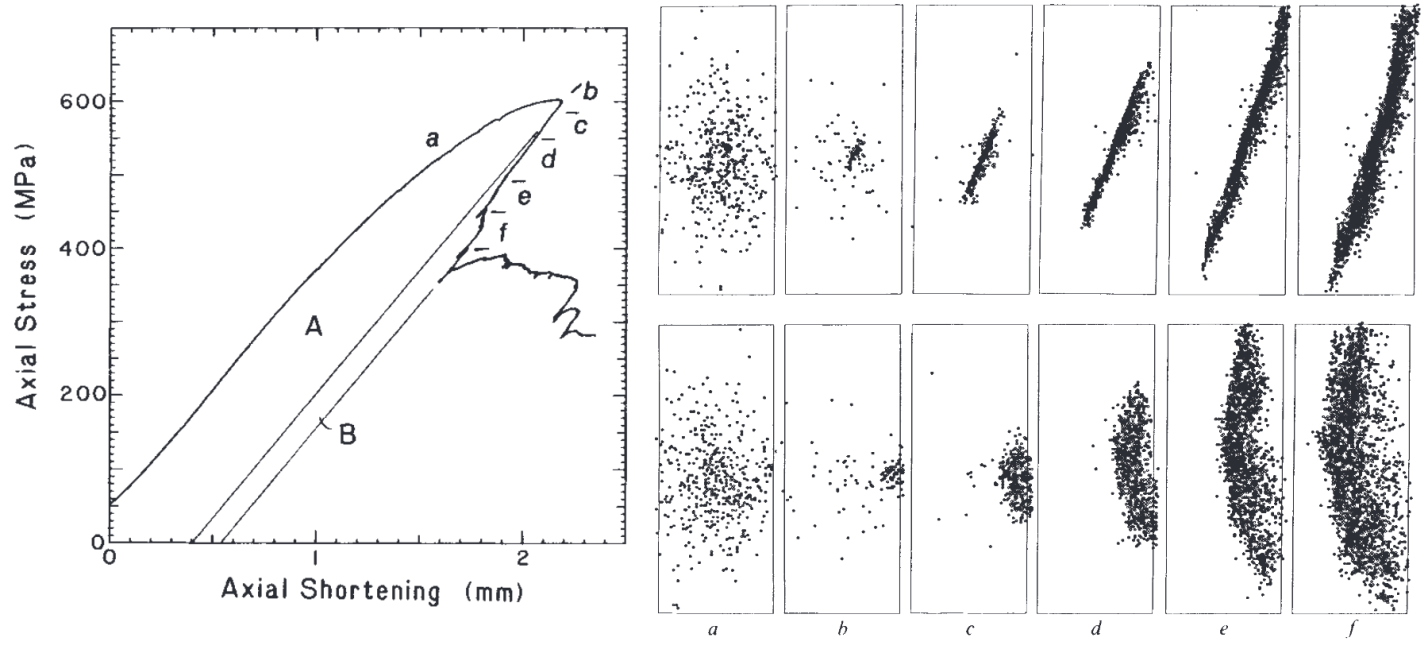 Axial Stress (MPa)
600
400
200
0
a
b
c
d
e
f
A
B
0
1
2
Axial Shortening (mm)
a b c d e f